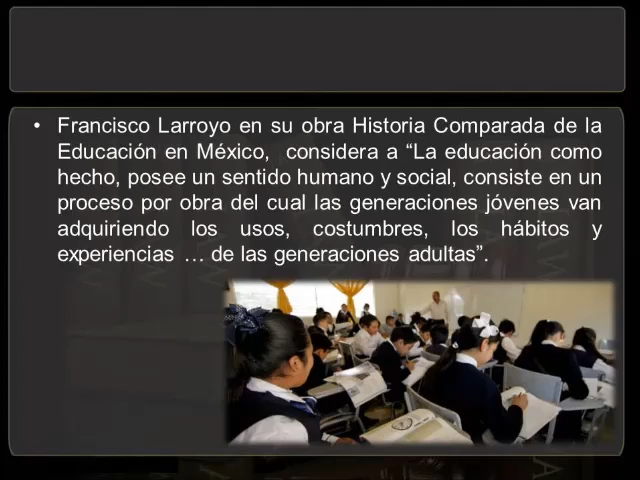 • Francisco Larroyo en su obra Historia Comparada de la
Educación en México, considera a “La educación como
hecho, posee un sentido humano y social, consiste en un
proceso por obra del cual las generaciones jóvenes van
adquiriendo los usos, costumbres, los hábitos y
experiencias … de las generaciones adultas”.